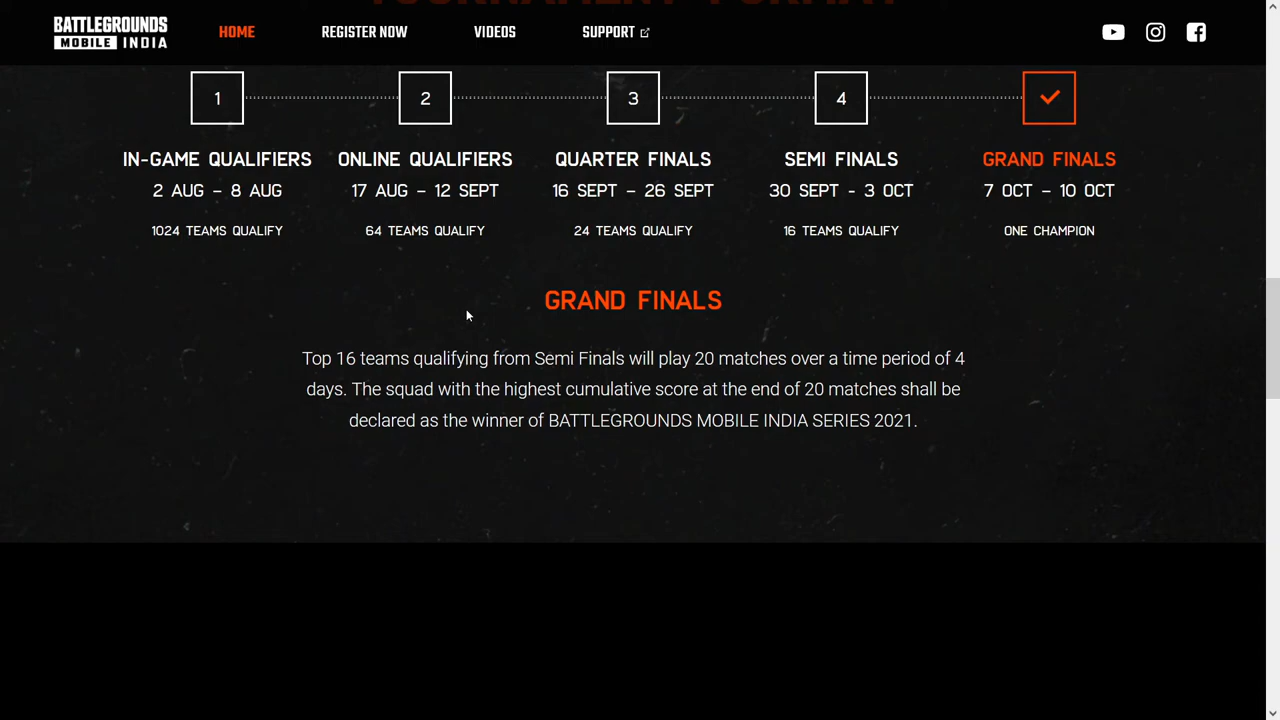 TOURNAMENT FORMAT
BATTLEGROUNDS
MOBILE INDIA
HOME
REGISTER NOW
VIDEOS
SUPPORT
1
2
3
4
IN-GAME QUALIFIERS
ONLINE QUALIFIERS
QUARTER FINALS
SEMI FINALS
GRAND FINALS
2 AUG – 8 AUG
17 AUG – 12 SEPT
16 SEPT – 26 SEPT
30 SEPT - 3 OCT
7 OCT – 10 OCT
1024 TEAMS QUALIFY
64 TEAMS QUALIFY
24 TEAMS QUALIFY
16 TEAMS QUALIFY
ONE CHAMPION
GRAND FINALS
Top 16 teams qualifying from Semi Finals will play 20 matches over a time period of 4
days. The squad with the highest cumulative score at the end of 20 matches shall be
declared as the winner of BATTLEGROUNDS MOBILE INDIA SERIES 2021.